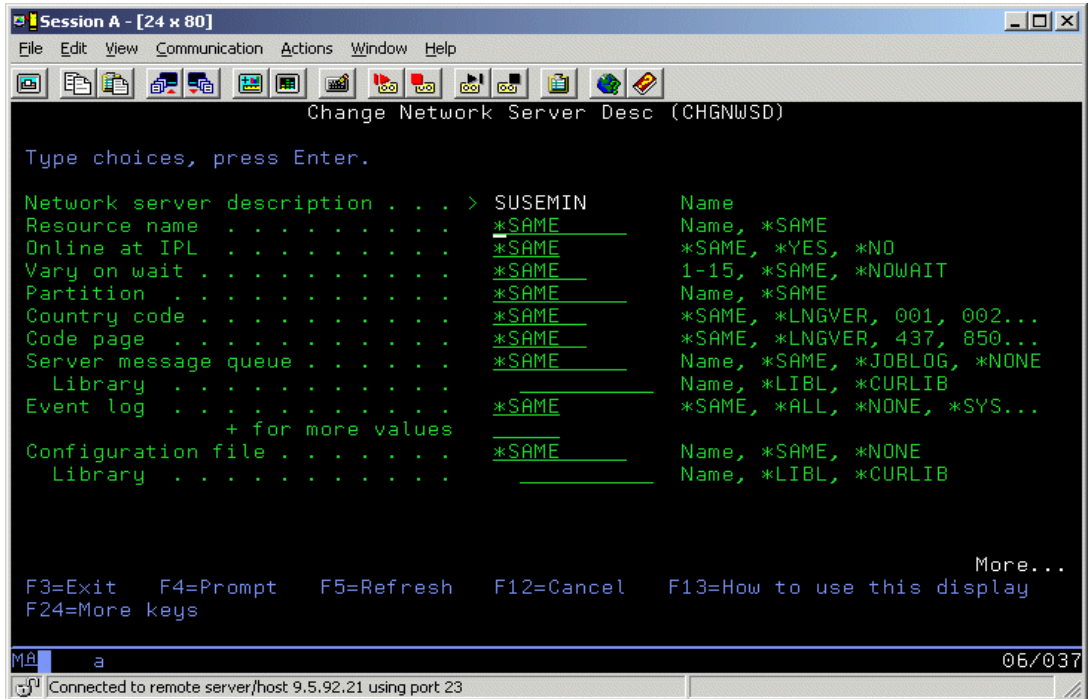 Session A - [24 x 80]
File Edit View Communication Actions Window Help
Change Network Server Desc (CHGNWSD)
Type choices, press Enter.
Network server description . . . > SUSEMIN Name
Resource name . . . . . . . . . *SAME Name, *SAME
Online at IPL . . . . . . . . . *SAME *SAME, *YES, *NO
Vary on wait . . . . . . . . . . *SAME 1-15, *SAME, *NOWAIT
Partition . . . . . . . . . . . *SAME Name, *SAME
Country code . . . . . . . . . . *SAME *SAME, *LNGVER, 001, 002...
Code page . . . . . . . . . . . *SAME *SAME, *LNGVER, 437, 850...
Server message queue . . . . . . *SAME Name, *SAME, *JOBLOG, *NONE
Library . . . . . . . . . . . Name, *LIBL, *CURLIB
Event log . . . . . . . . . . . *SAME *SAME, *ALL, *NONE, *SYS...
+ for more values
Configuration file . . . . . . . *SAME Name, *SAME, *NONE
Library . . . . . . . . . . . Name, *LIBL, *CURLIB
More...
F3=Exit F4=Prompt F5=Refresh F12=Cancel F13=How to use this display
F24=More keys
MA a 06/037
Connected to remote server/host 9.5.92.21 using port 23